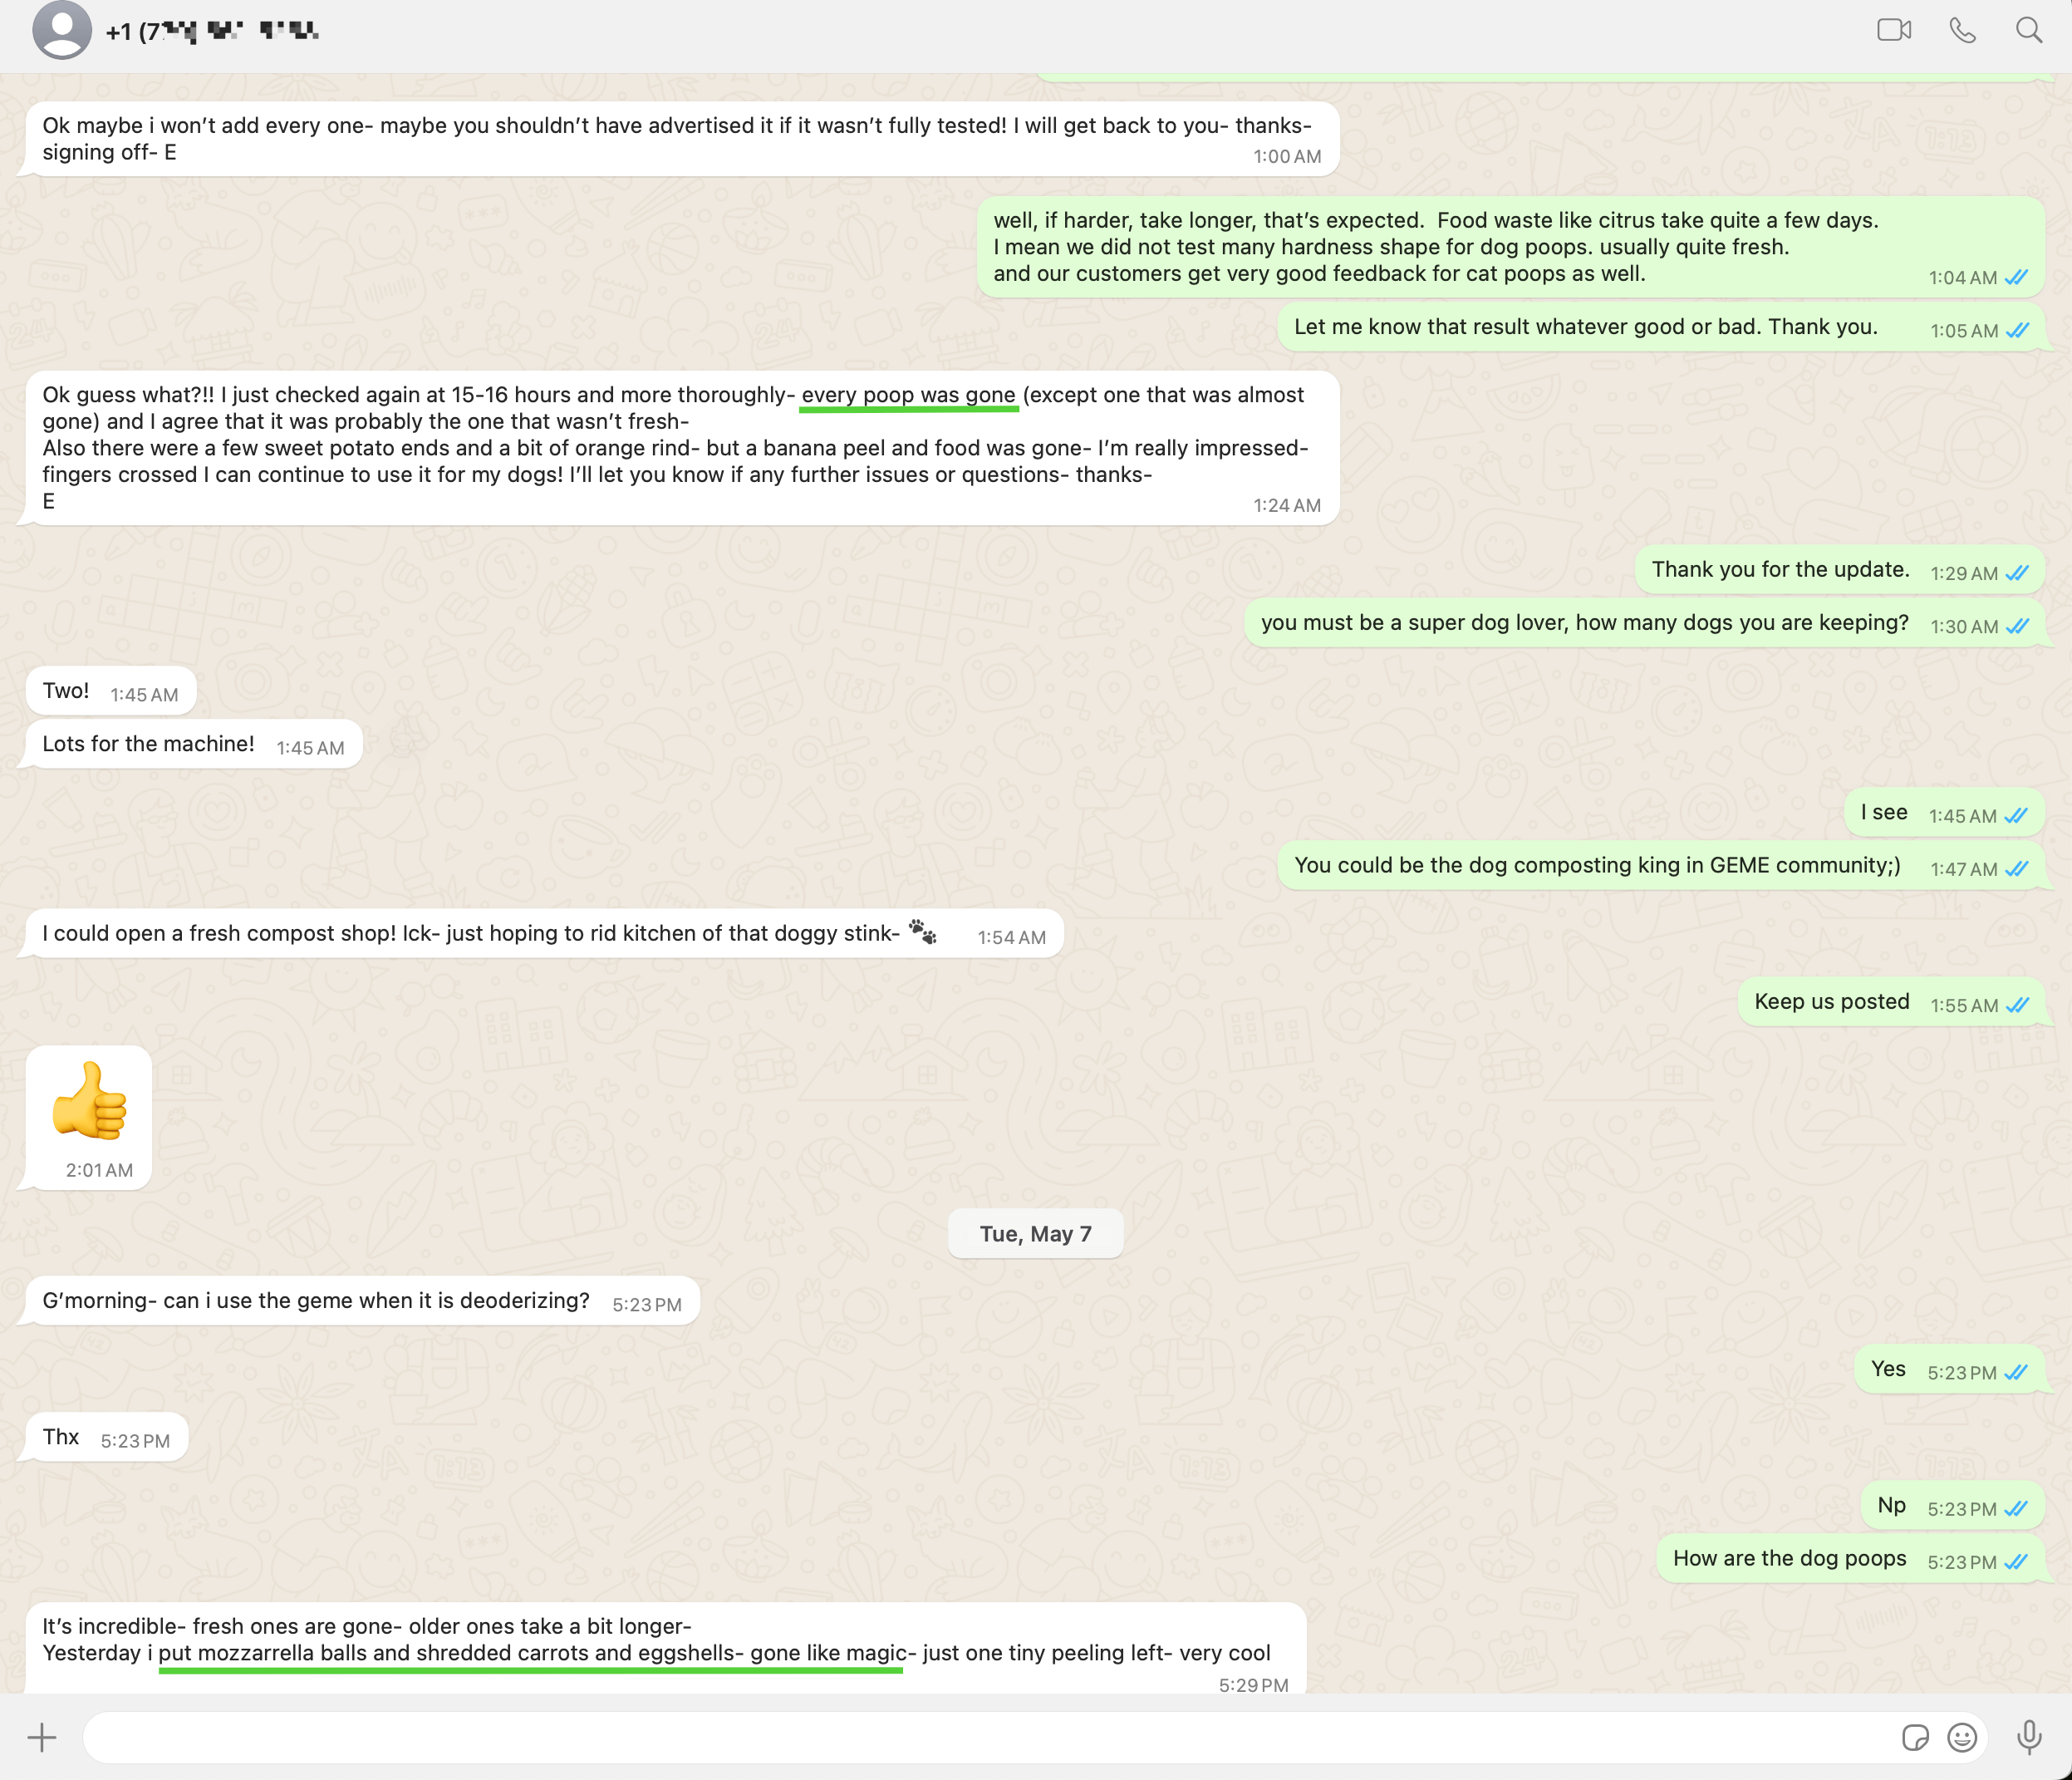 +1 (7
Ok maybe i won't add every one- maybe you shouldn't have advertised it if it wasn't fully tested! I will get back to you- thanks-
signing off- E
1:00 AM
well, if harder, take longer, that's expected.  Food waste like citrus take quite a few days.
I mean we did not test many hardness shape for dog poops. usually quite fresh.
and our customers get very good feedback for cat poops as well.
1:04 AM
Let me know that result whatever good or bad. Thank you. 1:05 AM
Ok guess what?!! I just checked again at 15-16 hours and more thoroughly- every poop was gone (except one that was almost
gone) and I agree that it was probably the one that wasn't fresh-
Also there were a few sweet potato ends and a bit of orange rind- but a banana peel and food was gone- I'm really impressed-
fingers crossed I can continue to use it for my dogs! I'll let you know if any further issues or questions- thanks-
E
1:24 AM
Thank you for the update. 1:29 AM
you must be a super dog lover, how many dogs you are keeping? 1:30 AM
Two! 1:45 AM
Lots for the machine! 1:45 AM
I see 1:45 AM
You could be the dog composting king in GEME community;) 1:47 AM
I could open a fresh compost shop! Ick- just hoping to rid kitchen of that doggy stink- 🐾 1:54 AM
Keep us posted 1:55 AM
👍
2:01 AM
Tue, May 7
G'morning- can i use the geme when it is deoderizing? 5:23 PM
Yes 5:23 PM
Thx 5:23 PM
Np 5:23 PM
How are the dog poops 5:23 PM
It's incredible- fresh ones are gone- older ones take a bit longer-
Yesterday i put mozzarrella balls and shredded carrots and eggshells- gone like magic- just one tiny peeling left- very cool
5:29 PM